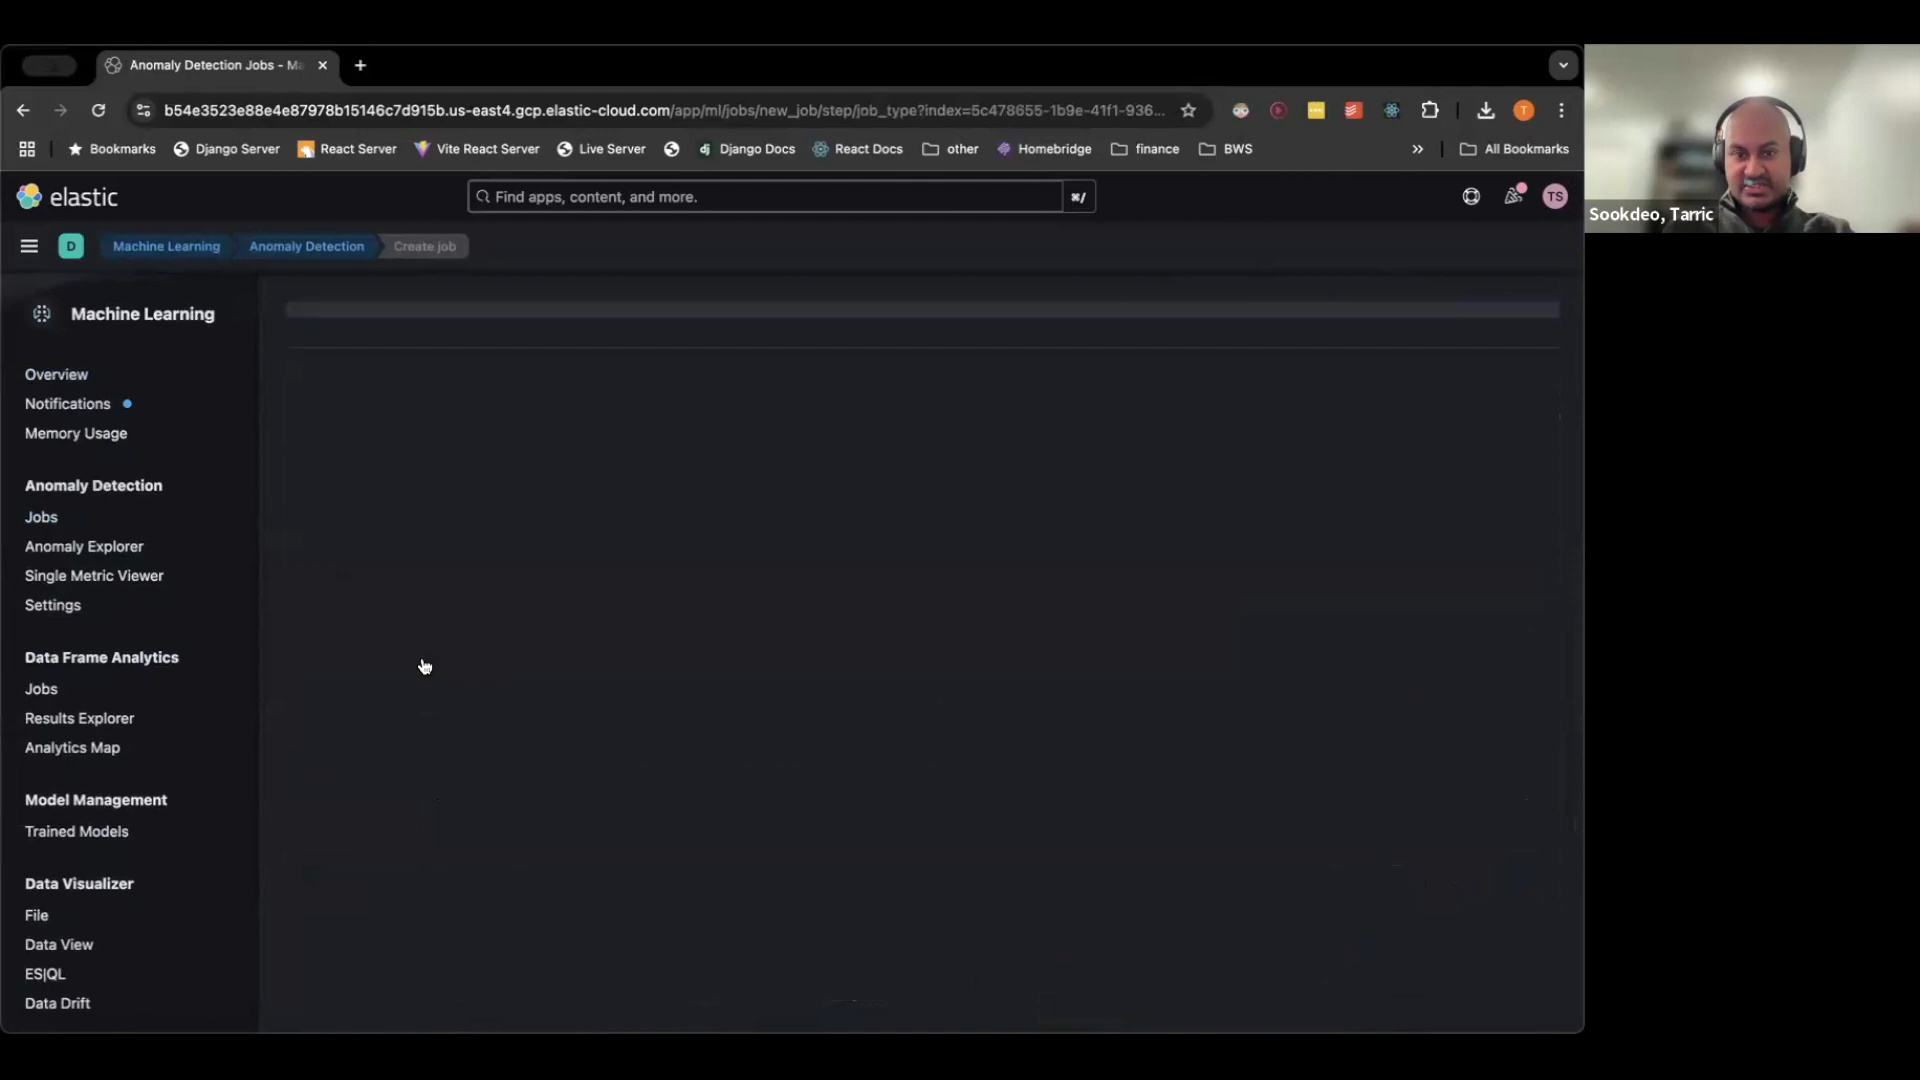 Anomaly Detection Jobs - Ma
b54e3523e88e4e87978b15146c7d915b.us-east4.gcp.elastic-cloud.com/app/ml/jobs/new_job/step/job_type?index=5c478655-1b9e-41f1-936...
Bookmarks Django Server React Server Vite React Server Live Server dj Django Docs React Docs other Homebridge finance BWS » All Bookmarks
elastic Find apps, content, and more. ⌘/ TS
D Machine Learning Anomaly Detection Create job
Machine Learning
Overview
Notifications
Memory Usage
Anomaly Detection
Jobs
Anomaly Explorer
Single Metric Viewer
Settings
Data Frame Analytics
Jobs
Results Explorer
Analytics Map
Model Management
Trained Models
Data Visualizer
File
Data View
ES|QL
Data Drift
Sookdeo, Tarric